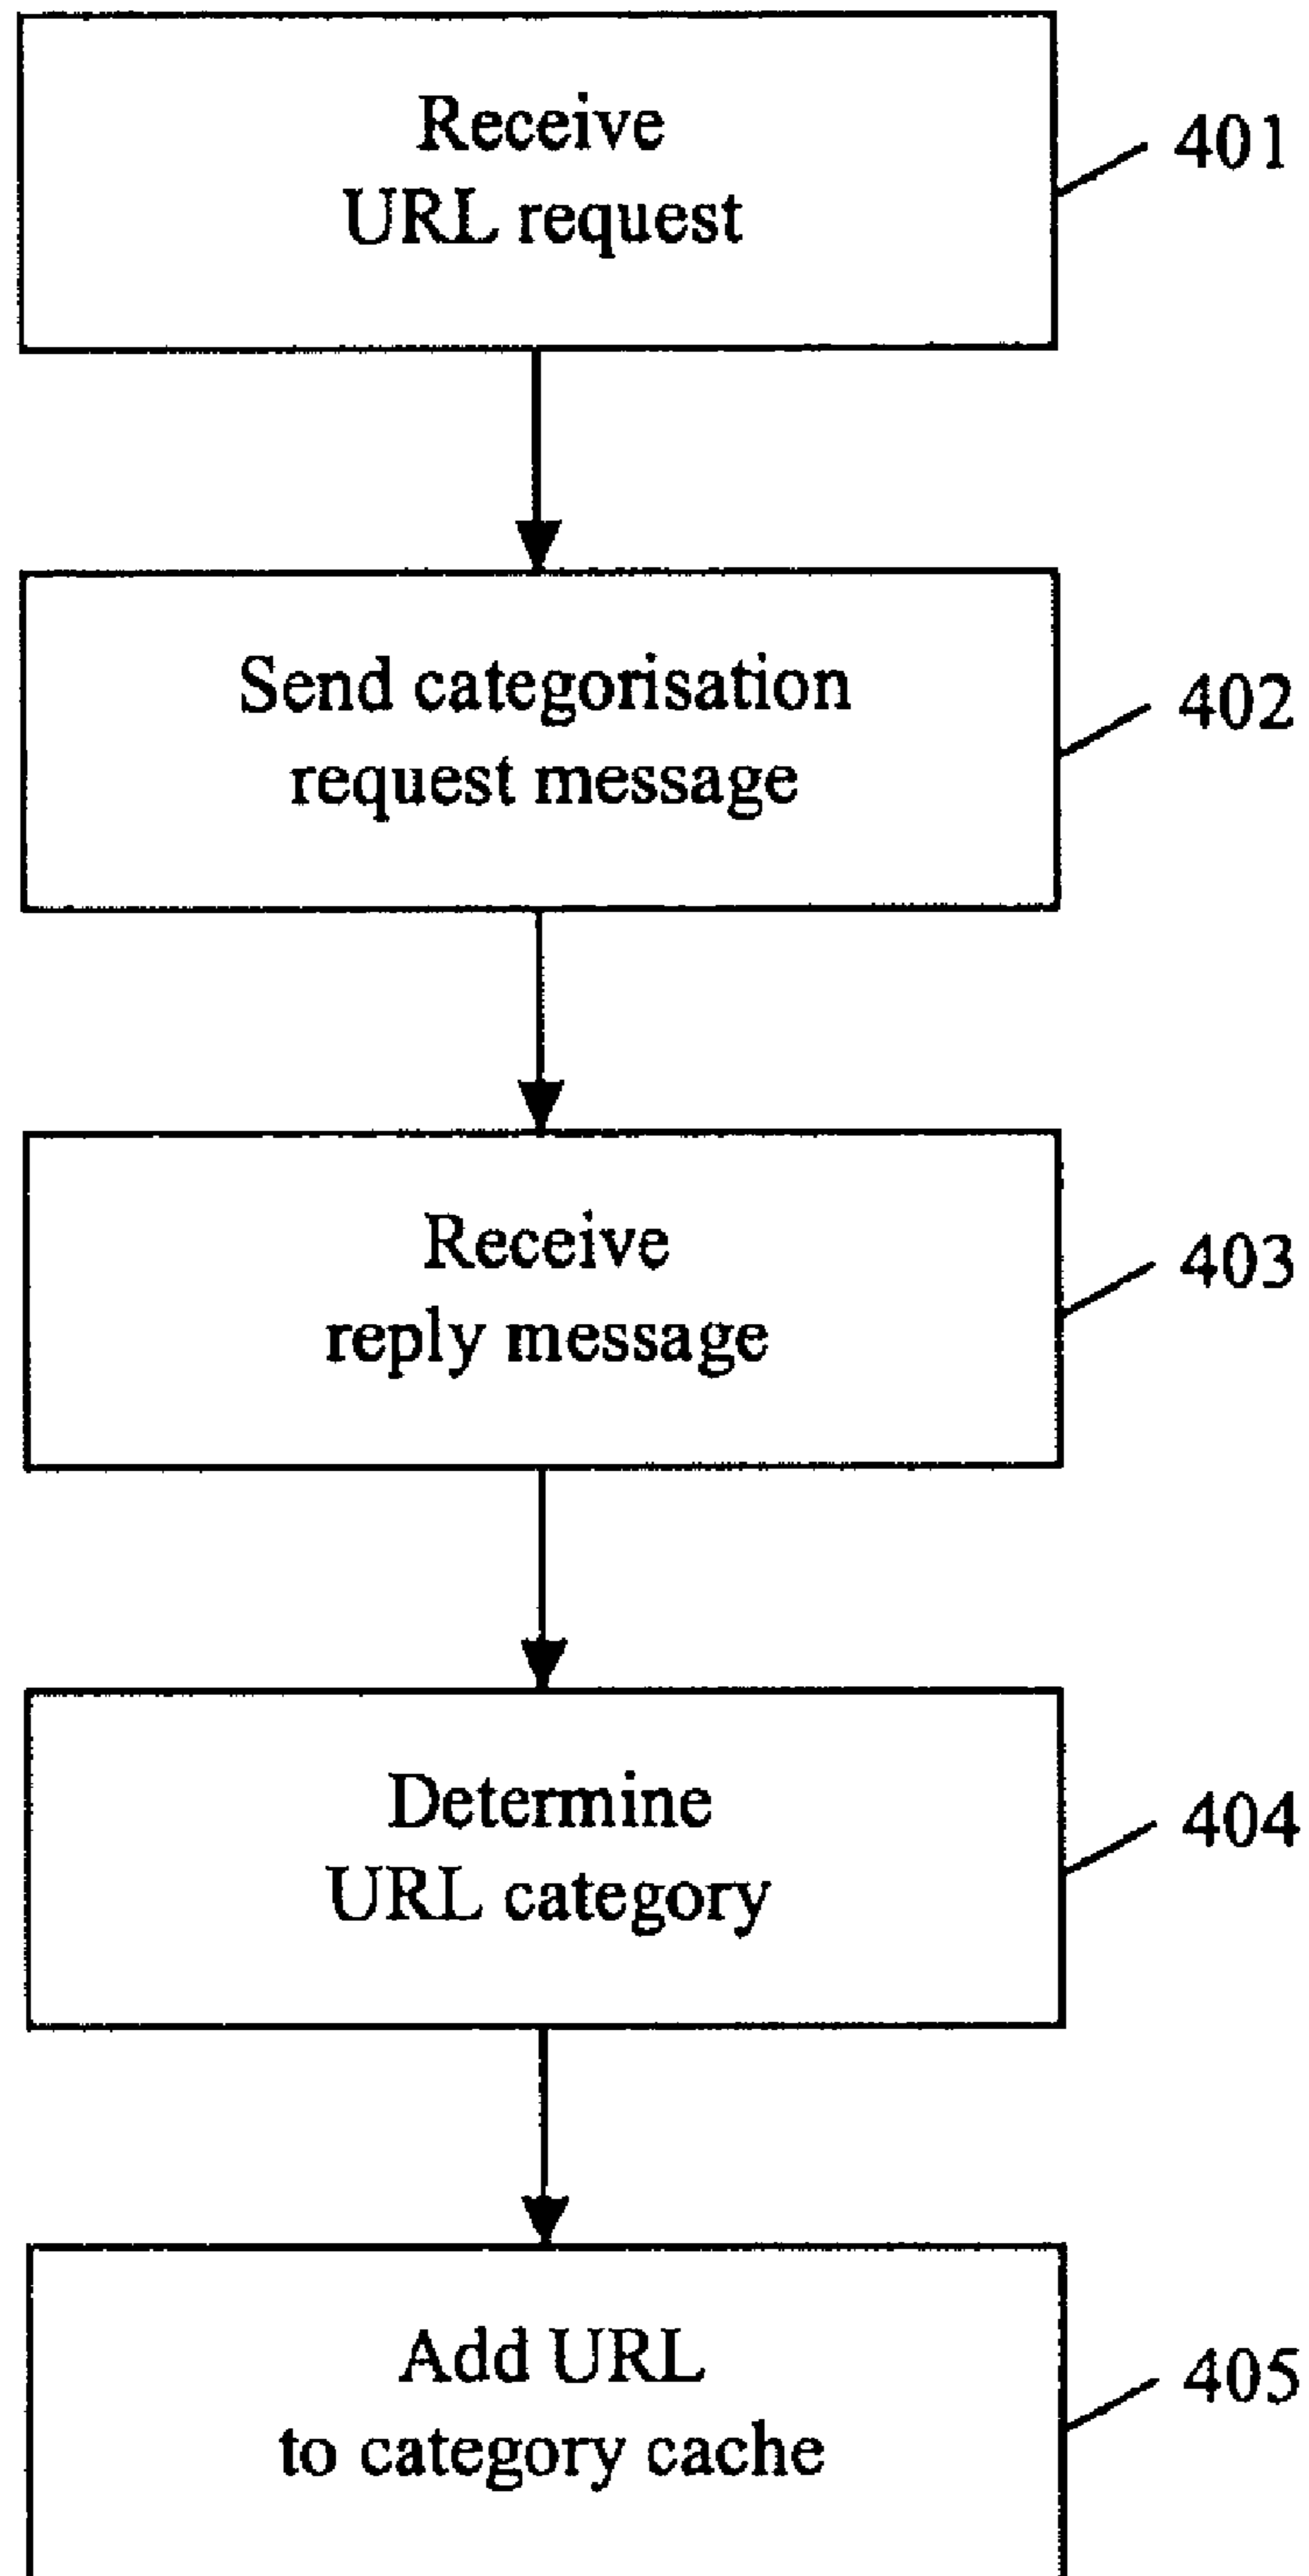 Receive
URL request
401
Send categorisation
request message
402
Receive
reply message
403
Determine
URL category
404
Add URL
to category cache
405